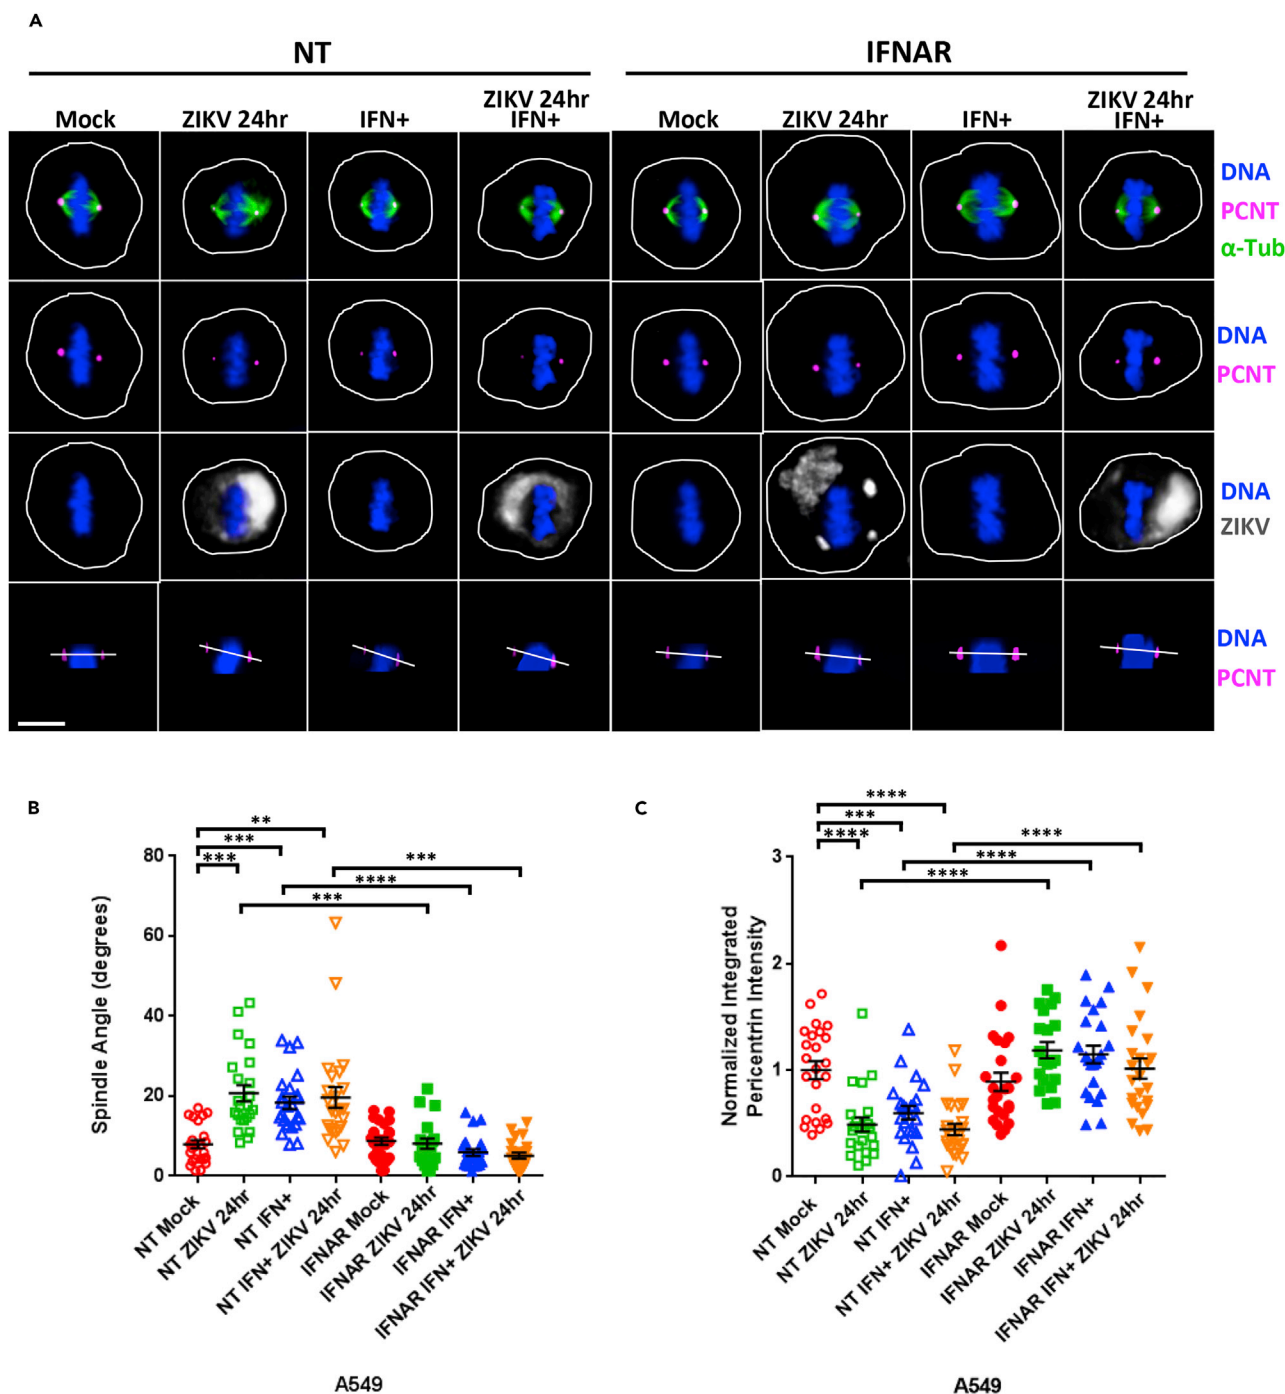 A
NT
IFNAR
Mock
ZIKV 24hr
IFN+
ZIKV 24hr
IFN+
Mock
ZIKV 24hr
IFN+
ZIKV 24hr
IFN+
DNA
PCNT
α-Tub
DNA
PCNT
DNA
ZIKV
DNA
PCNT
B
**
***
***
***
****
***
80
60
40
20
0
Spindle Angle (degrees)
NT Mock
NT ZIKV 24hr
NT IFN+
NT IFN+ ZIKV 24hr
IFNAR Mock
IFNAR ZIKV 24hr
IFNAR IFN+
IFNAR IFN+ ZIKV 24hr
A549
C
****
***
****
****
****
****
3
2
1
0
Normalized Integrated
Pericentrin Intensity
NT Mock
NT ZIKV 24hr
NT IFN+
NT IFN+ ZIKV 24hr
IFNAR Mock
IFNAR ZIKV 24hr
IFNAR IFN+
IFNAR IFN+ ZIKV 24hr
A549